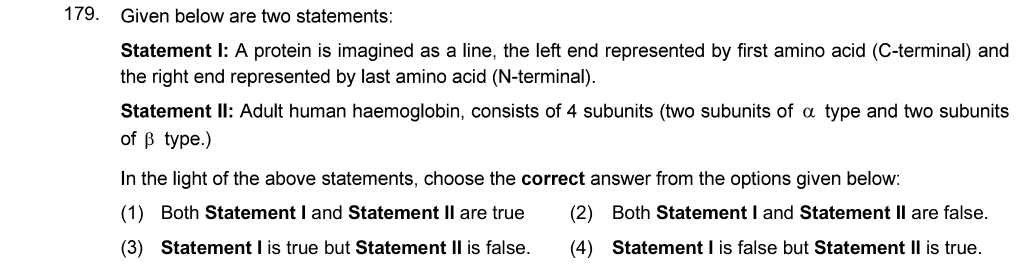 179. Given below are two statements:
Statement I: A protein is imagined as a line, the left end represented by first amino acid (C-terminal) and
the right end represented by last amino acid (N-terminal).
Statement II: Adult human haemoglobin, consists of 4 subunits (two subunits of α type and two subunits
of β type.)
In the light of the above statements, choose the correct answer from the options given below:
(1) Both Statement I and Statement II are true (2) Both Statement I and Statement II are false.
(3) Statement I is true but Statement II is false. (4) Statement I is false but Statement II is true.